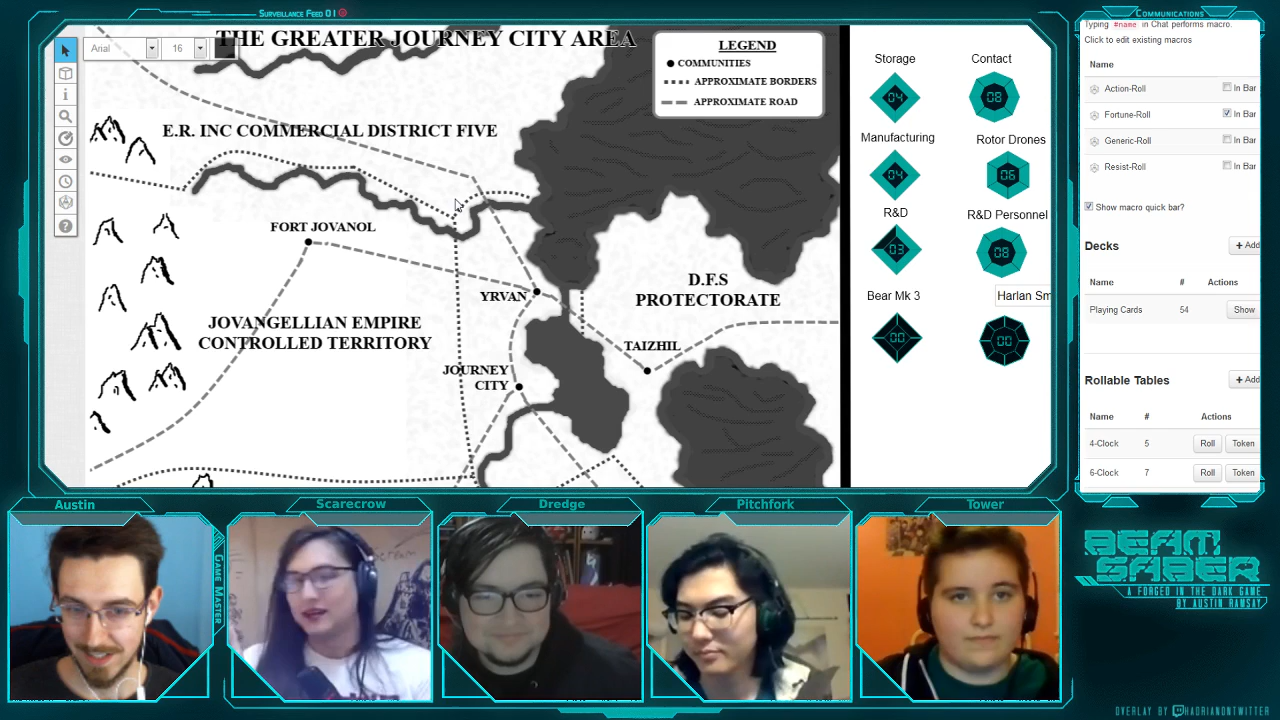 SURVEILLANCE FEED 01
COMMUNICATIONS
Arial
16
THE GREATER JOURNEY CITY AREA
LEGEND
COMMUNITIES
APPROXIMATE BORDERS
APPROXIMATE ROAD
E.R. INC COMMERCIAL DISTRICT FIVE
FORT JOVANOL
YRVAN
D.F.S
PROTECTORATE
JOVANGELLIAN EMPIRE
CONTROLLED TERRITORY
TAIZHIL
JOURNEY
CITY
Storage
Contact
04
08
Manufacturing
Rotor Drones
04
06
R&D
R&D Personnel
03
08
Bear Mk 3
Harlan Sm
00
00
Typing #name in Chat performs macro.
Click to edit existing macros
Name
Action-Roll
In Bar
Fortune-Roll
In Bar
Generic-Roll
In Bar
Resist-Roll
In Bar
Show macro quick bar?
Decks
+ Add
Name # Actions
Playing Cards 54 Show
Rollable Tables
+ Add
Name # Actions
4-Clock 5 Roll Token
6-Clock 7 Roll Token
Austin
Scarecrow
Dredge
Pitchfork
Tower
GAME MASTER
BEAM
SABER
A FORGED IN THE DARK GAME
BY AUSTIN RAMSAY
OVERLAY BY HADRIANONTWITTER